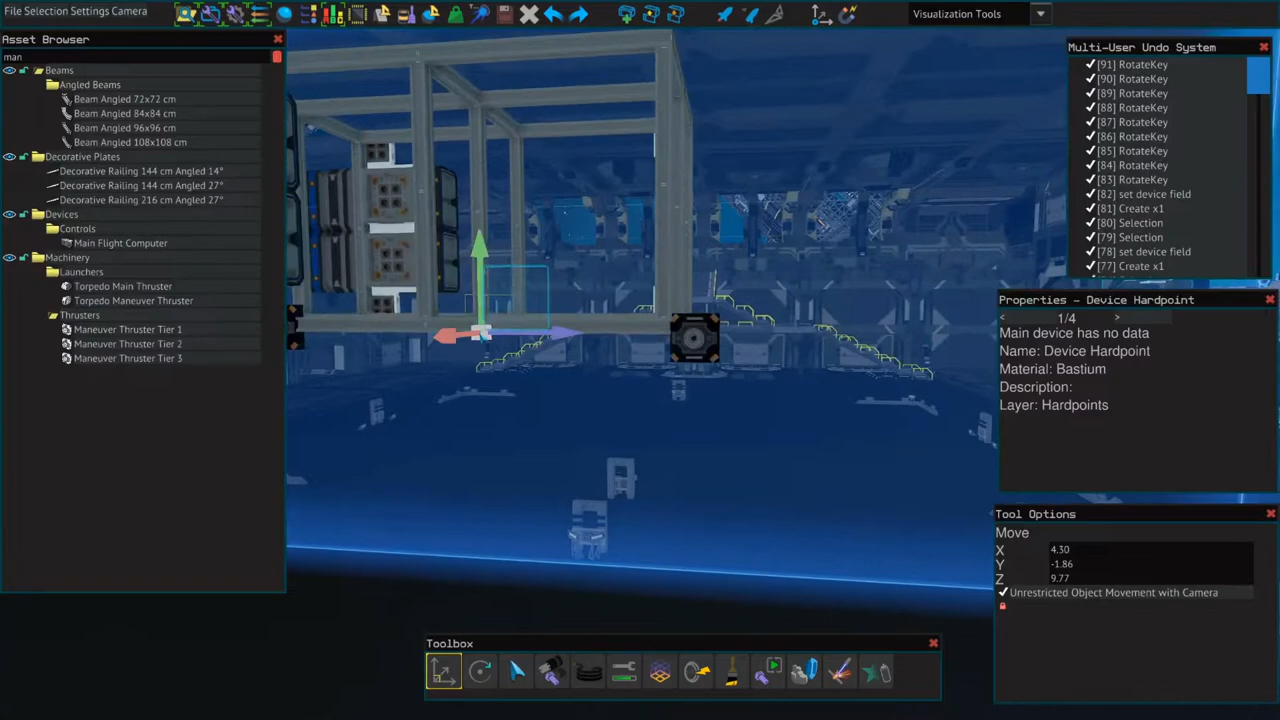 File Selection Settings Camera
Visualization Tools
Asset Browser
man
Beams
Angled Beams
Beam Angled 72x72 cm
Beam Angled 84x84 cm
Beam Angled 96x96 cm
Beam Angled 108x108 cm
Decorative Plates
Decorative Railing 144 cm Angled 14°
Decorative Railing 144 cm Angled 27°
Decorative Railing 216 cm Angled 27°
Devices
Controls
Main Flight Computer
Machinery
Launchers
Torpedo Main Thruster
Torpedo Maneuver Thruster
Thrusters
Maneuver Thruster Tier 1
Maneuver Thruster Tier 2
Maneuver Thruster Tier 3
Multi-User Undo System
[91] RotateKey
[90] RotateKey
[89] RotateKey
[88] RotateKey
[87] RotateKey
[86] RotateKey
[85] RotateKey
[84] RotateKey
[83] RotateKey
[82] set device field
[81] Create x1
[80] Selection
[79] Selection
[78] set device field
[77] Create x1
Properties - Device Hardpoint
< 1/4 >
Main device has no data
Name: Device Hardpoint
Material: Bastium
Description:
Layer: Hardpoints
Tool Options
Move
X 4.30
Y -1.86
Z 9.77
Unrestricted Object Movement with Camera
Toolbox